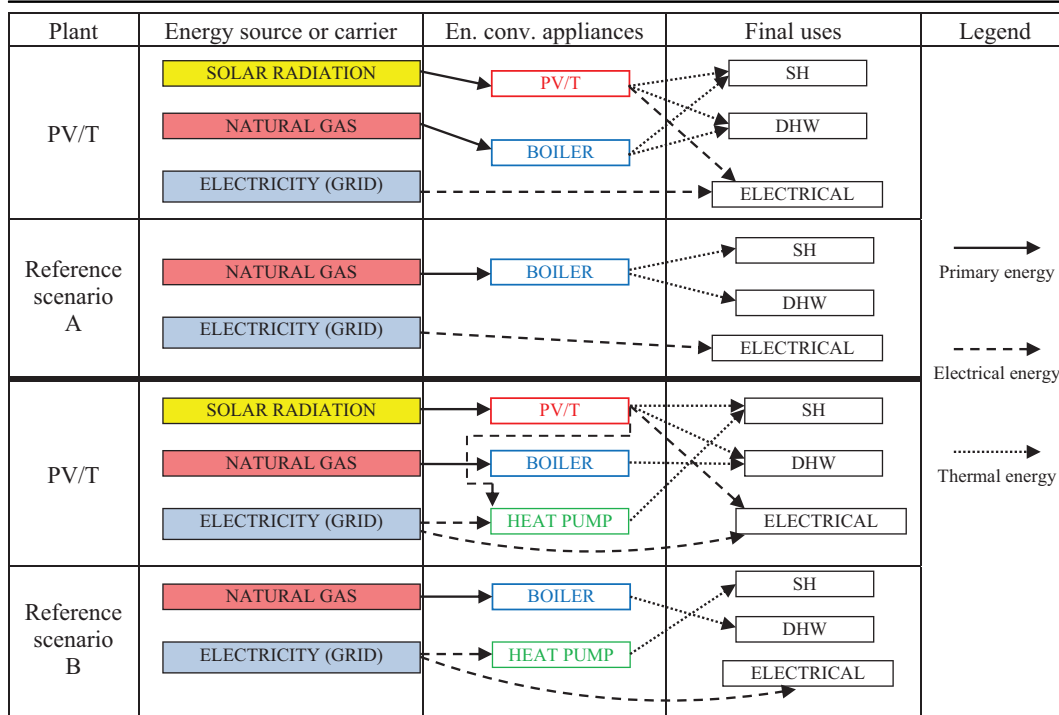 Plant
Energy source or carrier
En. conv. appliances
Final uses
Legend
PV/T
SOLAR RADIATION
NATURAL GAS
ELECTRICITY (GRID)
PV/T
BOILER
SH
DHW
ELECTRICAL
Reference
scenario
A
NATURAL GAS
ELECTRICITY (GRID)
BOILER
SH
DHW
ELECTRICAL
PV/T
SOLAR RADIATION
NATURAL GAS
ELECTRICITY (GRID)
PV/T
BOILER
HEAT PUMP
SH
DHW
ELECTRICAL
Reference
scenario
B
NATURAL GAS
ELECTRICITY (GRID)
BOILER
HEAT PUMP
SH
DHW
ELECTRICAL
Primary energy
Electrical energy
Thermal energy